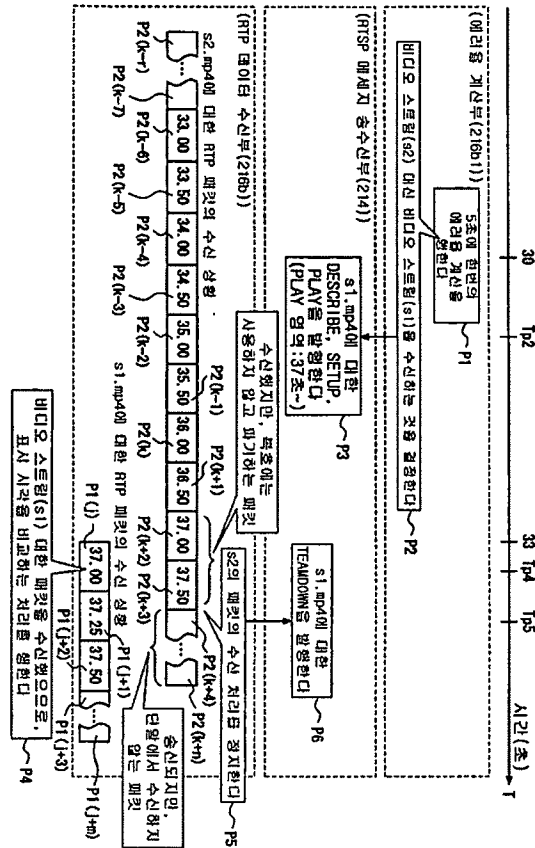 시간(초)
T
30
Tp2
33
Tp4
Tp5
(에러율 계산부(216b1))
5초에 한번의
에러율 계산을
행한다
P1
비디오 스트림(s2) 대신 비디오 스트림(s1)을 수신하는 것을 결정한다
P2
(RTSP 메세지 송수신부(214))
s1.mp4에 대한
DESCRIBE, SETUP,
PLAY을 발행한다
(PLAY 영역:37초~)
P3
s1.mp4에 대한
TEAMDOWN을 발행한다
P6
(RTP 데이터 수신부(216b))
s2.mp4에 대한 RTP 패킷의 수신 상황
수신했지만, 복호에는
사용하지 않고 파기하는 패킷
s2의 패킷의 수신 처리를 정지한다
P5
33.00
33.50
34.00
34.50
35.00
35.50
36.00
36.50
37.00
37.50
P2(k-r)
P2(k-7)
P2(k-6)
P2(k-5)
P2(k-4)
P2(k-3)
P2(k-2)
P2(k-1)
P2(k)
P2(k+1)
P2(k+2)
P2(k+3)
P2(k+4)
P2(k+n)
송신되지만,
단말에서 수신하지
않는 패킷
s1.mp4에 대한 RTP 패킷의 수신 상황
37.00
37.25
37.50
P1(j)
P1(j+1)
P1(j+2)
P1(j+3)
P1(j+m)
비디오 스트림(s1) 대한 패킷을 수신했으므로,
표시 시각을 비교하는 처리를 행한다
P4